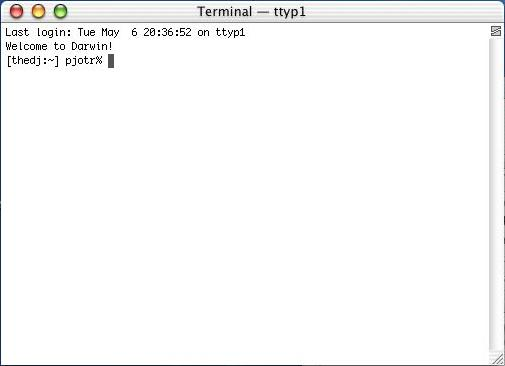 Terminal — ttyp1
Last login: Tue May  6 20:36:52 on ttyp1
Welcome to Darwin!
[thedj:~] pjotr%